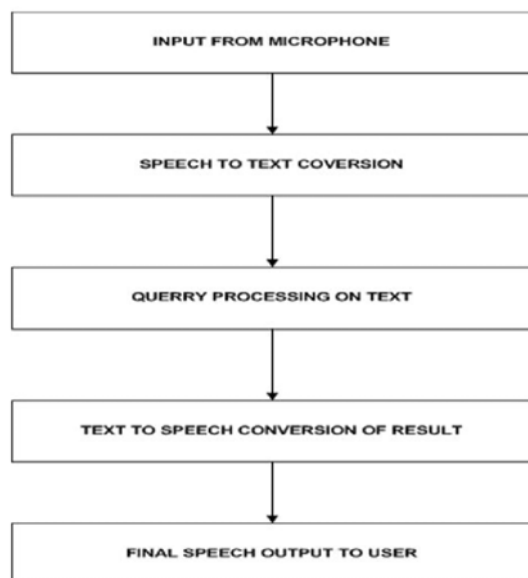 INPUT FROM MICROPHONE
SPEECH TO TEXT COVERSION
QUERRY PROCESSING ON TEXT
TEXT TO SPEECH CONVERSION OF RESULT
FINAL SPEECH OUTPUT TO USER